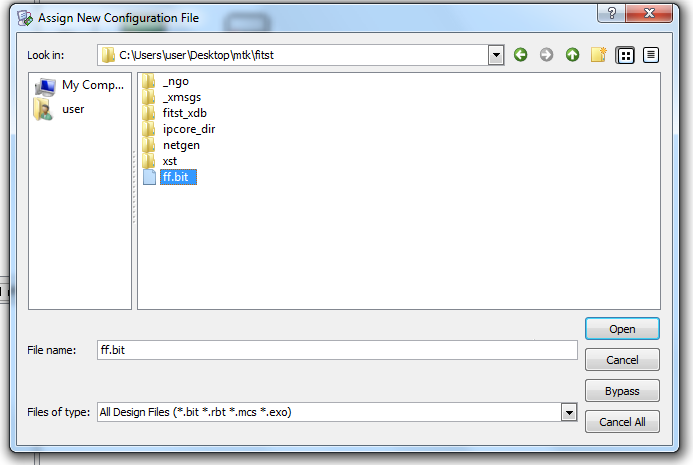 Assign New Configuration File
?
Look in:
C:\Users\user\Desktop\mtk\fitst
My Comp...
user
_ngo
_xmsgs
fitst_xdb
ipcore_dir
netgen
xst
ff.bit
File name:
ff.bit
Open
Cancel
Bypass
Files of type:
All Design Files (*.bit *.rbt *.mcs *.exo)
Cancel All